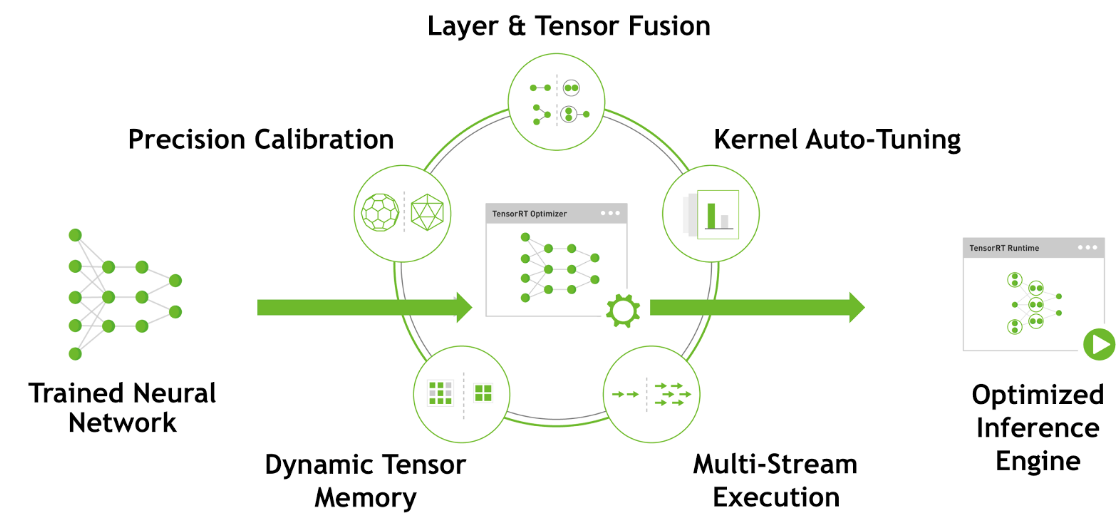 Layer & Tensor Fusion
Precision Calibration
Kernel Auto-Tuning
TensorRT Optimizer
TensorRT Runtime
Trained Neural
Network
Optimized
Inference
Engine
Dynamic Tensor
Memory
Multi-Stream
Execution